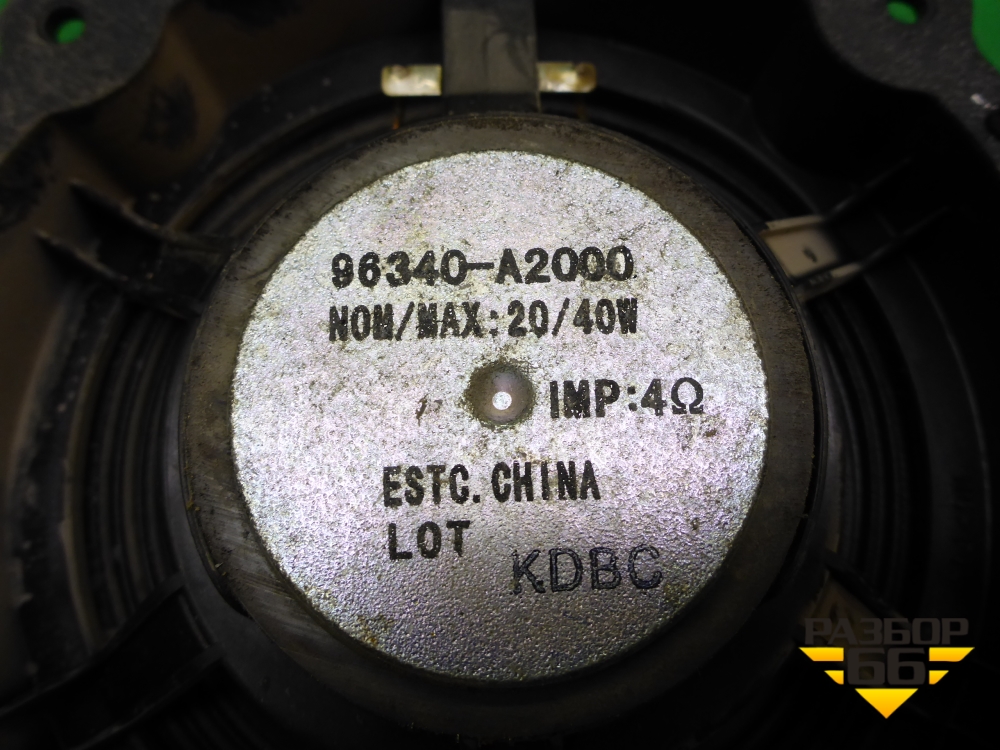 96340-A2000
NOM/MAX:20/40W
IMP:4Ω
ESTC.CHINA
LOT
KDBC
РАЗБОР
66